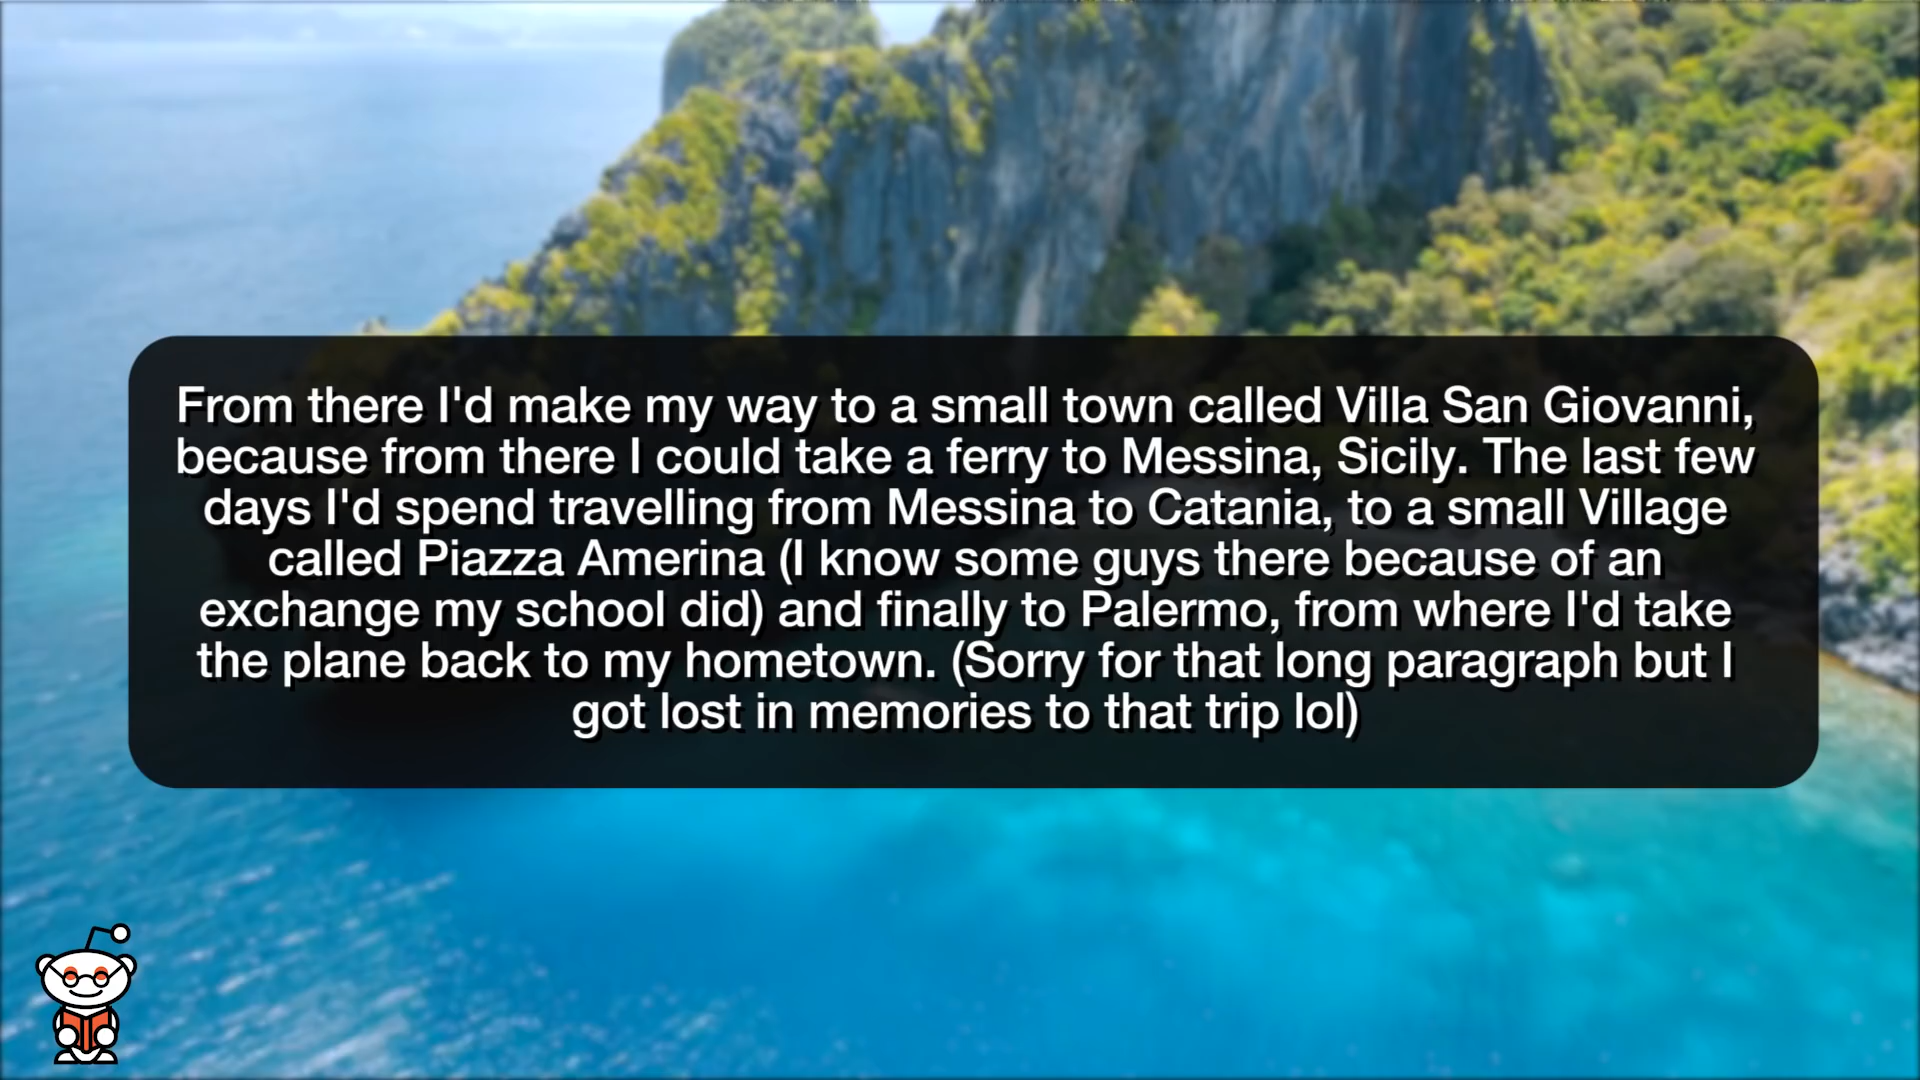 From there I'd make my way to a small town called Villa San Giovanni,
because from there I could take a ferry to Messina, Sicily. The last few
days I'd spend travelling from Messina to Catania, to a small Village
called Piazza Amerina (I know some guys there because of an
exchange my school did) and finally to Palermo, from where I'd take
the plane back to my hometown. (Sorry for that long paragraph but I
got lost in memories to that trip lol)